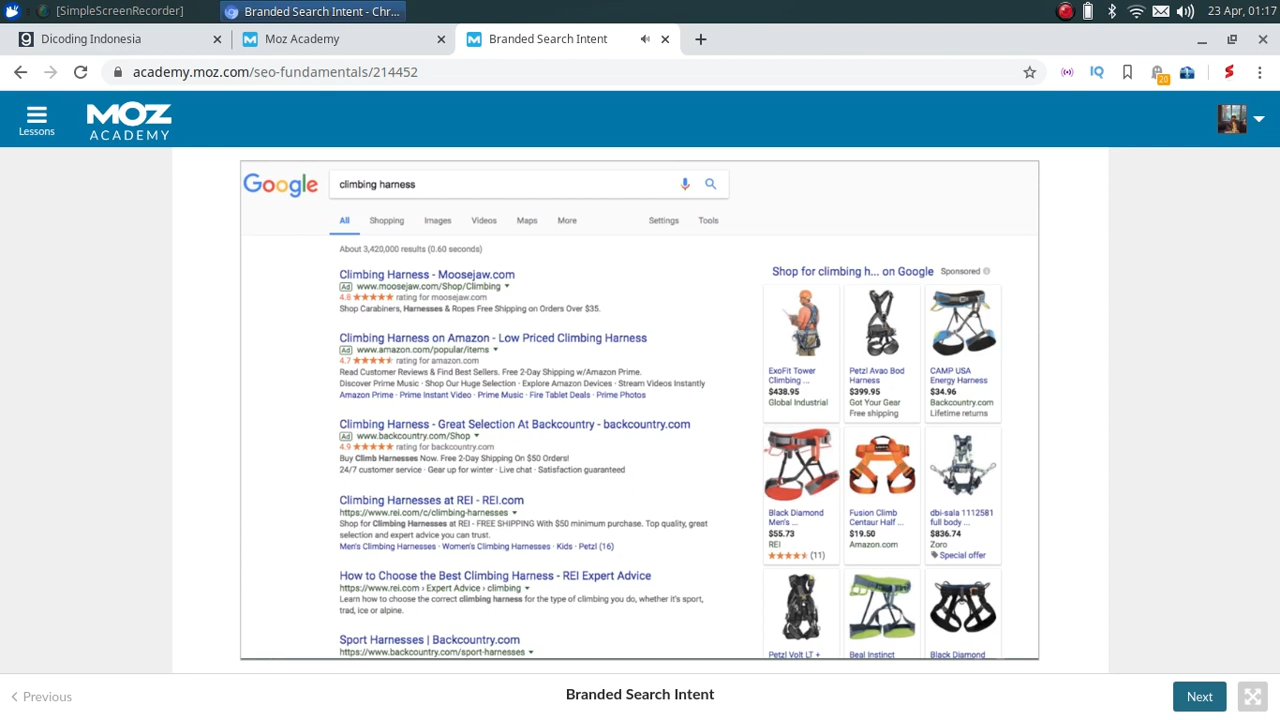 [SimpleScreenRecorder]
Branded Search Intent - Chr...
23 Apr, 01:17
Dicoding Indonesia
Moz Academy
Branded Search Intent
academy.moz.com/seo-fundamentals/214452
IQ
20
Lessons
MOZ
ACADEMY
Google
climbing harness
All
Shopping
Images
Videos
Maps
More
Settings
Tools
About 3,420,000 results (0.60 seconds)
Climbing Harness - Moosejaw.com
Ad www.moosejaw.com/Shop/Climbing
4.8 ★★★★★ rating for moosejaw.com
Shop Carabiners, Harnesses & Ropes Free Shipping on Orders Over $35.
Climbing Harness on Amazon - Low Priced Climbing Harness
Ad www.amazon.com/popular/items
4.7 ★★★★★ rating for amazon.com
Read Customer Reviews & Find Best Sellers. Free 2-Day Shipping w/Amazon Prime.
Discover Prime Music · Shop Our Huge Selection · Explore Amazon Devices · Stream Videos Instantly
Amazon Prime · Prime Instant Video · Prime Music · Fire Tablet Deals · Prime Photos
Climbing Harness - Great Selection At Backcountry - backcountry.com
Ad www.backcountry.com/Shop
4.9 ★★★★★ rating for backcountry.com
Buy Climb Harnesses Now. Free 2-Day Shipping On $50 Orders!
24/7 customer service · Gear up for winter · Live chat · Satisfaction guaranteed
Climbing Harnesses at REI - REI.com
https://www.rei.com/c/climbing-harnesses
Shop for Climbing Harnesses at REI - FREE SHIPPING With $50 minimum purchase. Top quality, great
selection and expert advice you can trust.
Men's Climbing Harnesses · Women's Climbing Harnesses · Kids · Petzl (16)
How to Choose the Best Climbing Harness - REI Expert Advice
https://www.rei.com › Expert Advice › climbing
Learn how to choose the correct climbing harness for the type of climbing you do, whether it's sport,
trad, ice or alpine.
Sport Harnesses | Backcountry.com
https://www.backcountry.com/sport-harnesses
Shop for climbing h... on Google
Sponsored
ExoFit Tower
Climbing ...
$438.95
Global Industrial
Petzl Avao Bod
Harness
$399.95
Got Your Gear
Free shipping
CAMP USA
Energy Harness
$34.96
Backcountry.com
Lifetime returns
Black Diamond
Men's ...
$55.73
REI
★★★★★ (11)
Fusion Climb
Centaur Half ...
$19.50
Amazon.com
dbi-sala 1112581
full body ...
$836.74
Zoro
Special offer
Petzl Volt LT +
Beal Instinct
Black Diamond
Previous
Branded Search Intent
Next